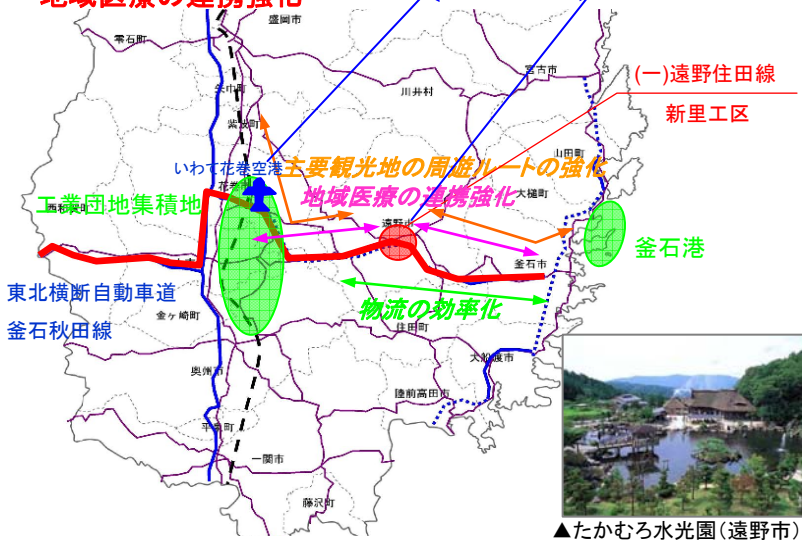 地域医療の連携強化
盛岡市
雫石町
宮古市
(一)遠野住田線
矢巾町
川井村
新里工区
紫波町
山田町
いわて花巻空港
主要観光地の周遊ルートの強化
地域医療の連携強化
大槌町
工業団地集積地
遠野市
釜石港
釜石市
東北横断自動車道
釜石秋田線
物流の効率化
金ヶ崎町
住田町
大船渡市
奥州市
陸前高田市
平泉町
一関市
藤沢町
▲たかむろ水光園(遠野市)